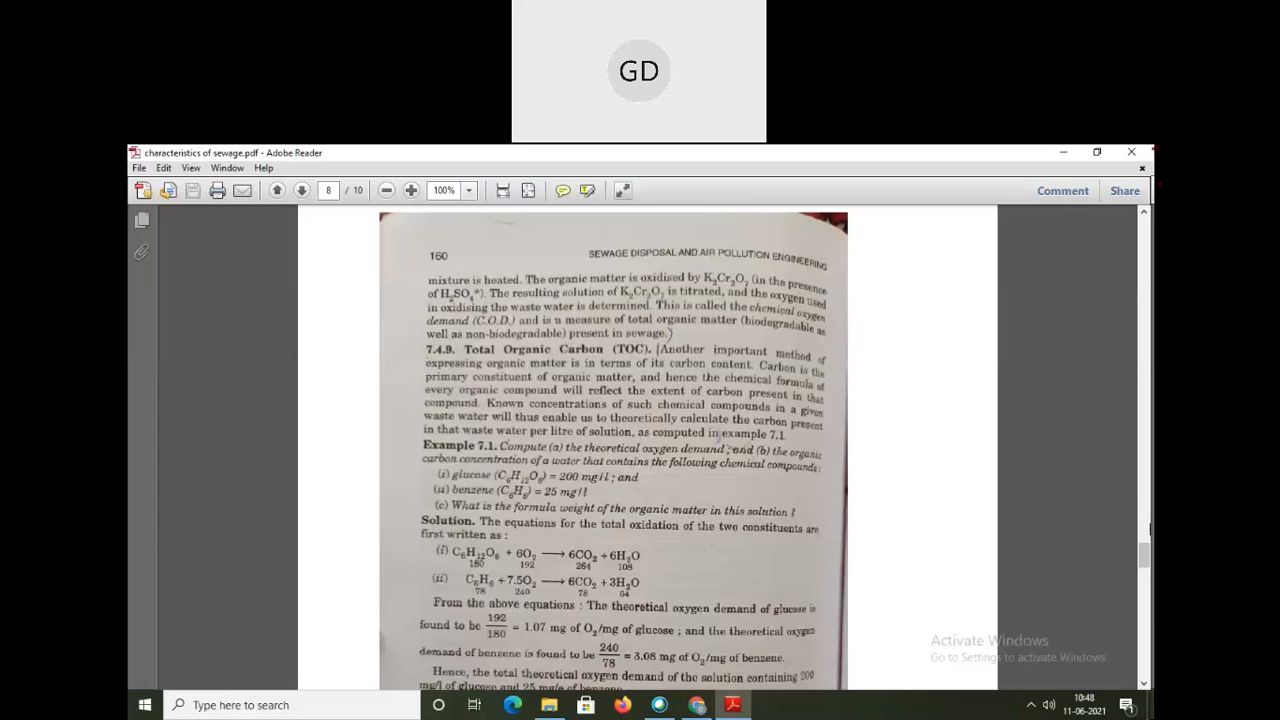 GD
characteristics of sewage.pdf - Adobe Reader
File Edit View Window Help
8 / 10 100% Comment Share
160 SEWAGE DISPOSAL AND AIR POLLUTION ENGINEERING
mixture is heated. The organic matter is oxidised by K₂Cr₂O₇ (in the presence
of H₂SO₄*). The resulting solution of K₂Cr₂O₇ is titrated, and the oxygen used
in oxidising the waste water is determined. This is called the chemical oxygen
demand (C.O.D.) and is a measure of total organic matter (biodegradable as
well as non-biodegradable) present in sewage.)
7.4.9. Total Organic Carbon (TOC). (Another important method of
expressing organic matter is in terms of its carbon content. Carbon is the
primary constituent of organic matter, and hence the chemical formula of
every organic compound will reflect the extent of carbon present in that
compound. Known concentrations of such chemical compounds in a given
waste water will thus enable us to theoretically calculate the carbon present
in that waste water per litre of solution, as computed in example 7.1.
Example 7.1. Compute (a) the theoretical oxygen demand ; and (b) the organic
carbon concentration of a water that contains the following chemical compounds:
(i) glucose (C₆H₁₂O₆) = 200 mg/l ; and
(ii) benzene (C₆H₆) = 25 mg/l
(c) What is the formula weight of the organic matter in this solution ?
Solution. The equations for the total oxidation of the two constituents are
first written as :
(i) C₆H₁₂O₆ + 6O₂ ⟶ 6CO₂ + 6H₂O
180 192 264 108
(ii) C₆H₆ + 7.5O₂ ⟶ 6CO₂ + 3H₂O
78 240 78 64
From the above equations : The theoretical oxygen demand of glucose is
found to be 192/180 = 1.07 mg of O₂/mg of glucose ; and the theoretical oxygen
demand of benzene is found to be 240/78 = 3.08 mg of O₂/mg of benzene.
Hence, the total theoretical oxygen demand of the solution containing 200
mg/l of glucose and 25 mg/e of benzene
Activate Windows
Go to Settings to activate Windows.
Type here to search
10:48
11-06-2021
1